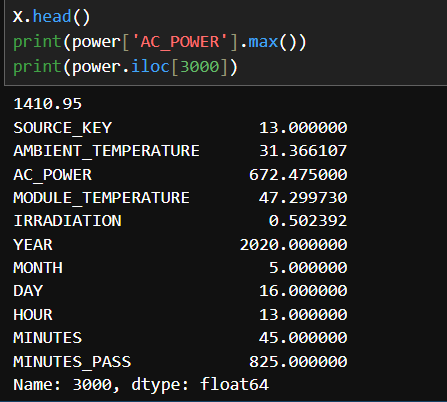 X.head()
print(power['AC_POWER'].max())
print(power.iloc[3000])
1410.95
SOURCE_KEY 13.000000
AMBIENT_TEMPERATURE 31.366107
AC_POWER 672.475000
MODULE_TEMPERATURE 47.299730
IRRADIATION 0.502392
YEAR 2020.000000
MONTH 5.000000
DAY 16.000000
HOUR 13.000000
MINUTES 45.000000
MINUTES_PASS 825.000000
Name: 3000, dtype: float64